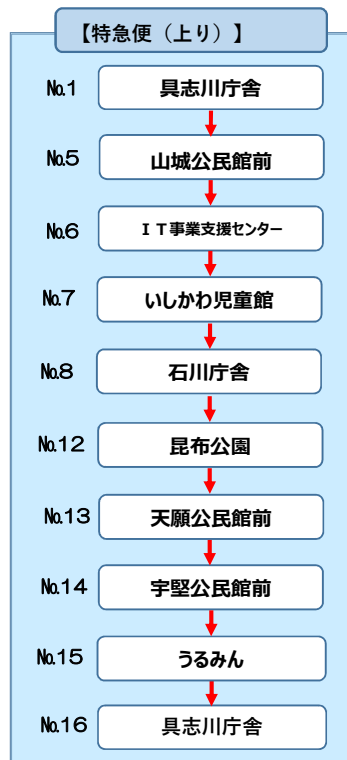 【特急便（上り）】
№1 具志川庁舎
№5 山城公民館前
№6 ＩＴ事業支援センター
№7 いしかわ児童館
№8 石川庁舎
№12 昆布公園
№13 天願公民館前
№14 宇堅公民館前
№15 うるみん
№16 具志川庁舎